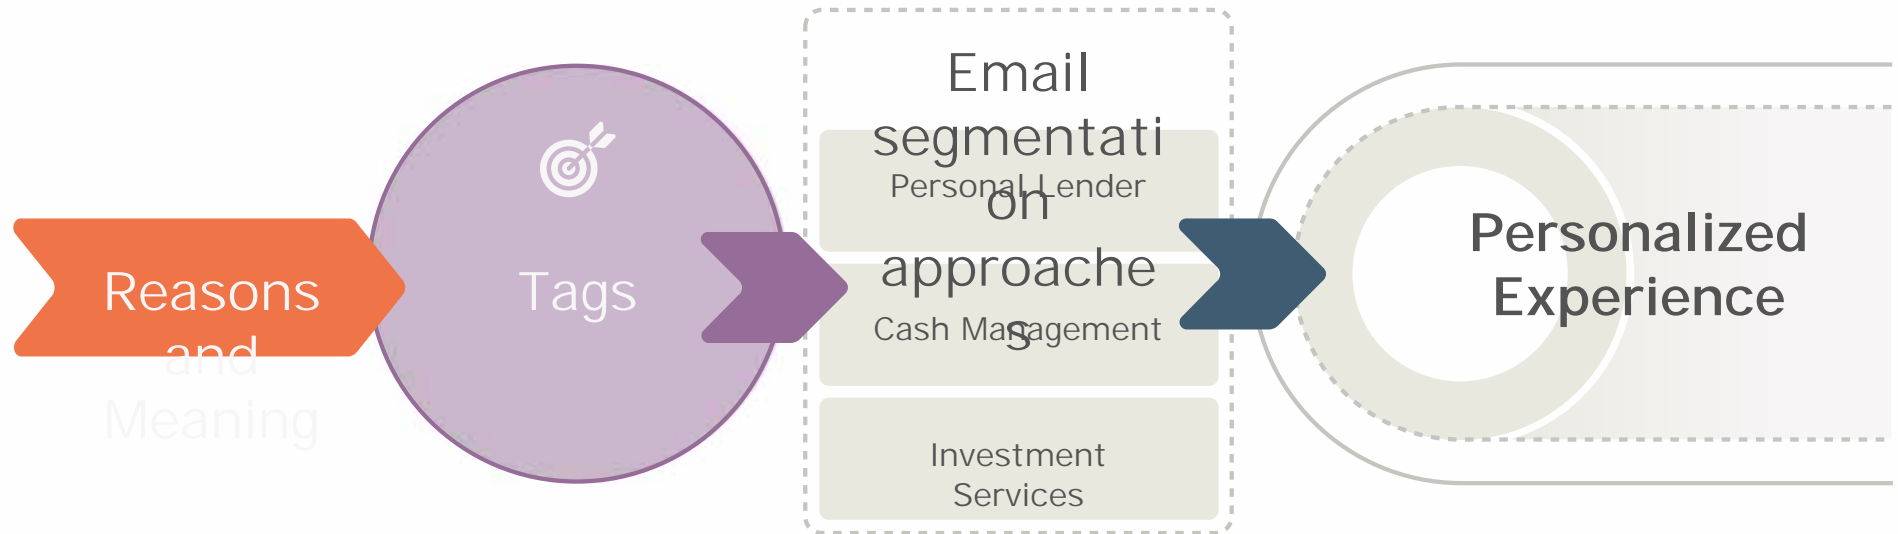 Reasons
and
Meaning
Tags
Email
segmentati
on
approache
s
Personal Lender
Cash Management
Investment
Services
Personalized
Experience